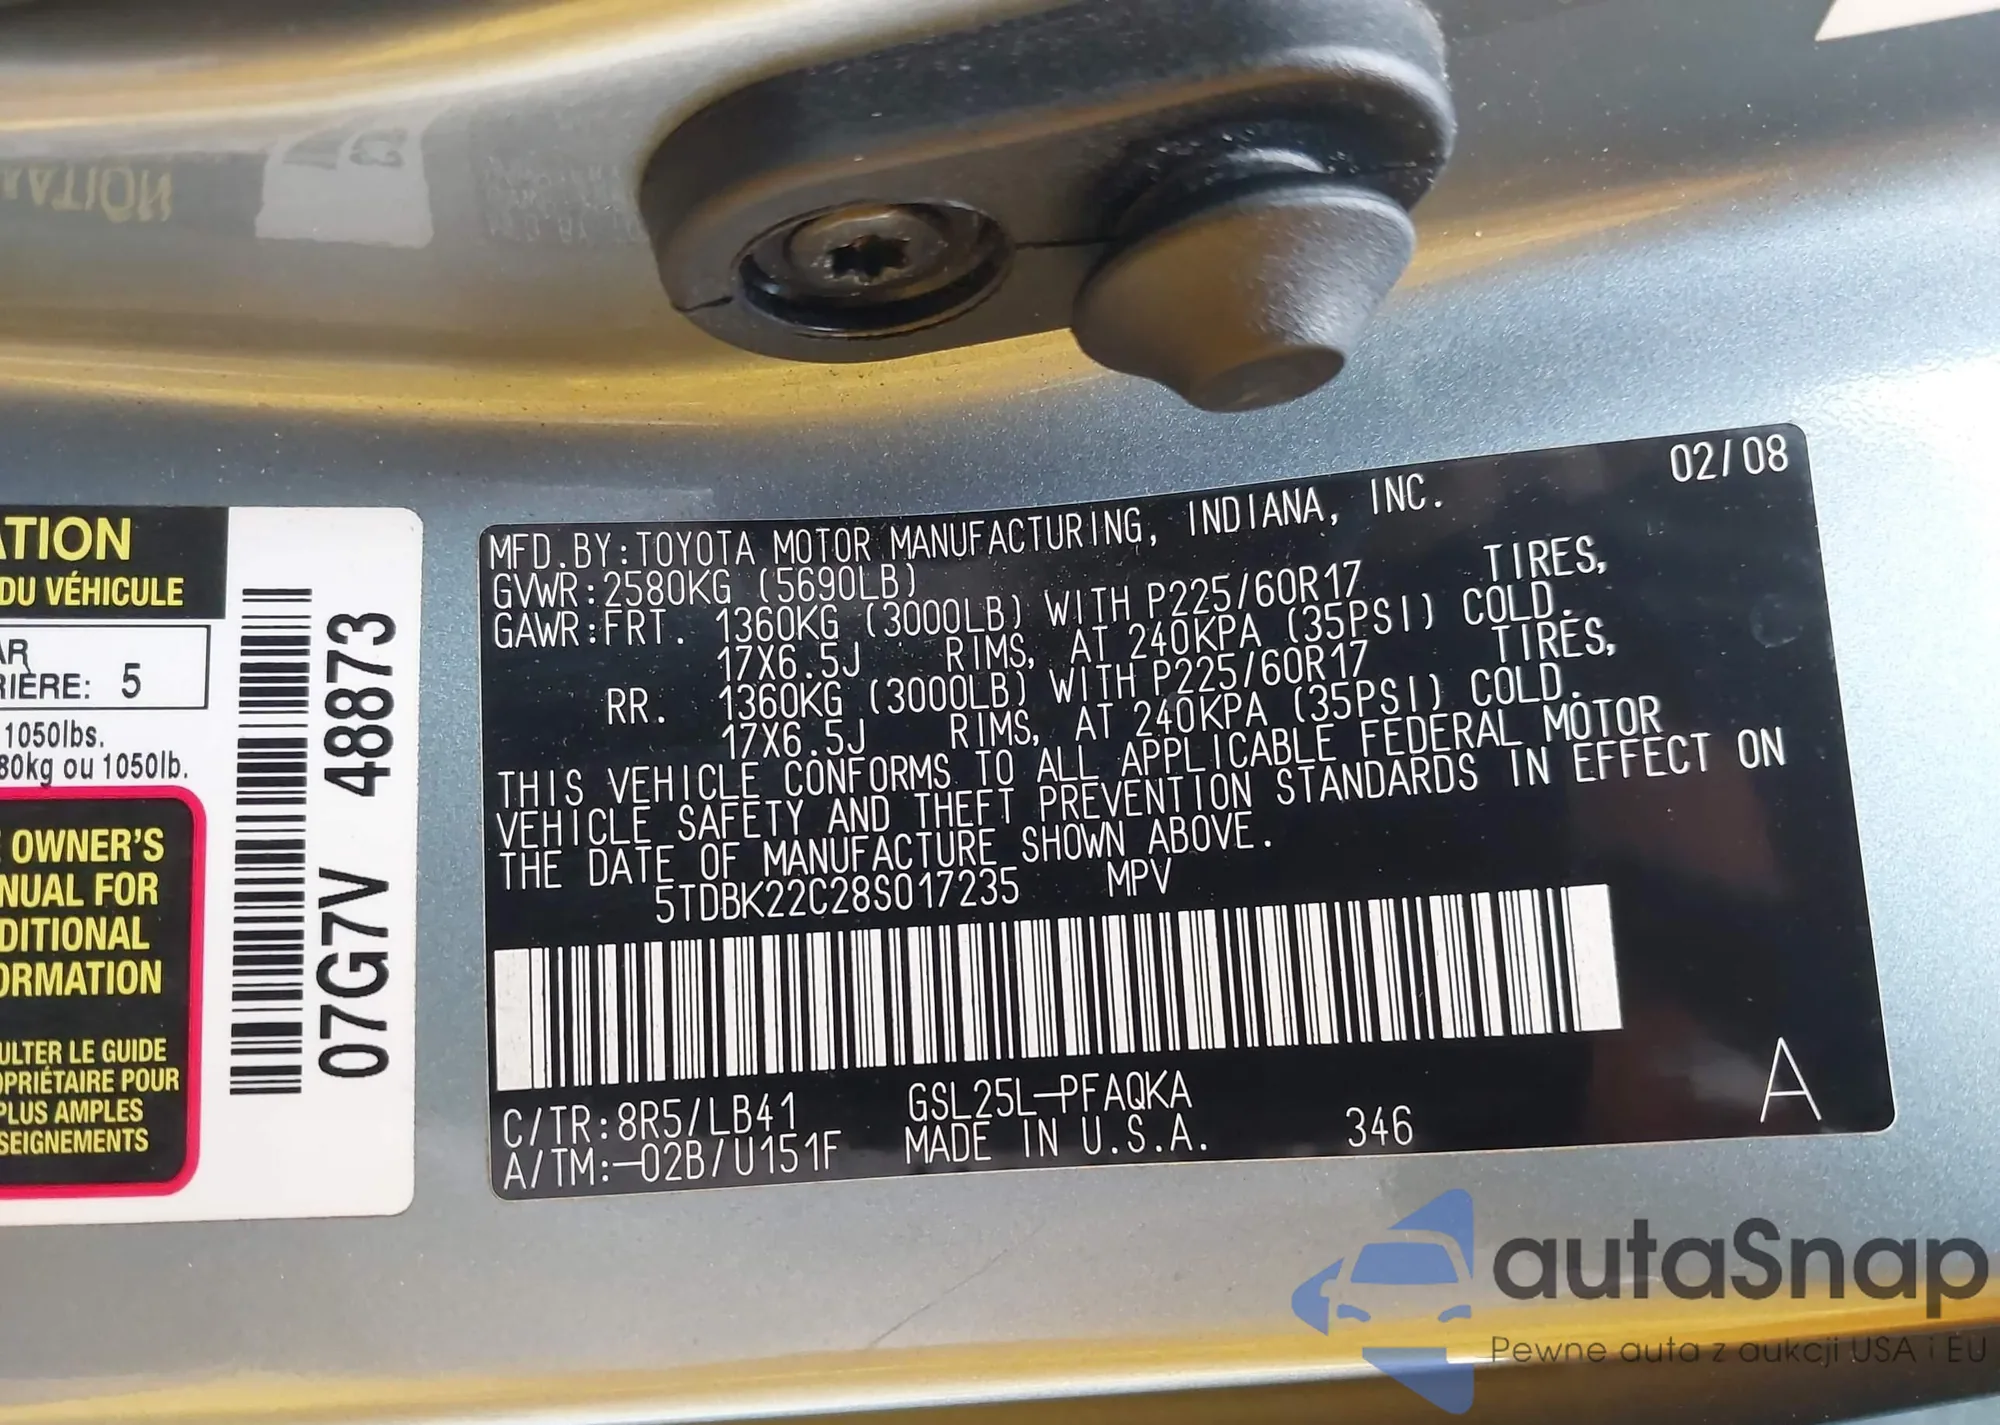 ATION
DU VÉHICULE
AR
RIÈRE: 5
1050lbs.
80kg ou 1050lb.
OWNER'S
NUAL FOR
DITIONAL
ORMATION
ULTER LE GUIDE
OPRIÉTAIRE POUR
PLUS AMPLES
SEIGNEMENTS
07G7V 48873
02/08
MFD.BY:TOYOTA MOTOR MANUFACTURING, INDIANA, INC.
GVWR:2580KG (5690LB)
GAWR:FRT. 1360KG (3000LB) WITH P225/60R17 TIRES,
17X6.5J RIMS, AT 240KPA (35PSI) COLD.
RR. 1360KG (3000LB) WITH P225/60R17 TIRES,
17X6.5J RIMS, AT 240KPA (35PSI) COLD.
THIS VEHICLE CONFORMS TO ALL APPLICABLE FEDERAL MOTOR
VEHICLE SAFETY AND THEFT PREVENTION STANDARDS IN EFFECT ON
THE DATE OF MANUFACTURE SHOWN ABOVE.
5TDBK22C28S017235 MPV
C/TR:8R5/LB41 GSL25L-PFAQKA
A/TM:-02B/U151F MADE IN U.S.A. 346
A
autaSnap
Pewne auta z aukcji USA i EU